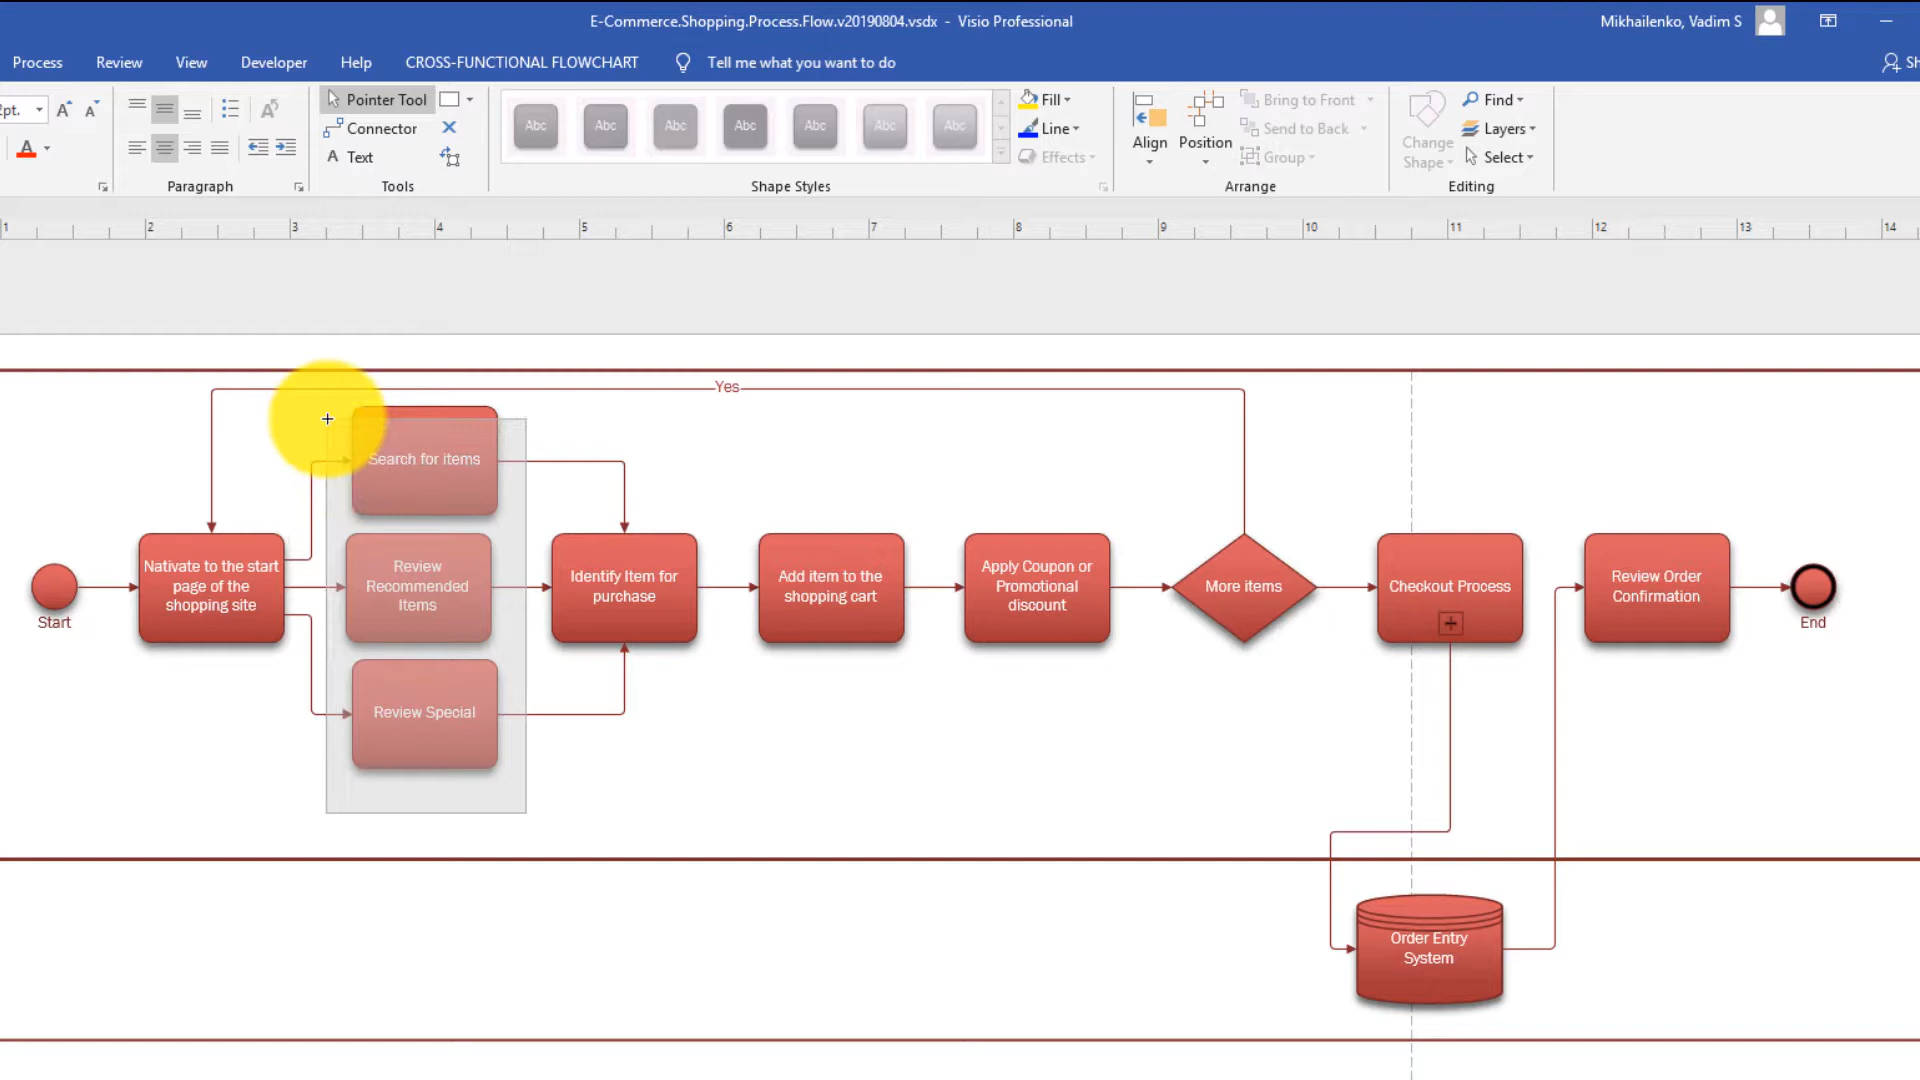 E-Commerce.Shopping.Process.Flow.v20190804.vsdx - Visio Professional
Mikhailenko, Vadim S
Process Review View Developer Help CROSS-FUNCTIONAL FLOWCHART Tell me what you want to do
Pointer Tool
Connector
A Text
Abc Abc Abc Abc Abc Abc Abc
Fill
Line
Effects
Align
Position
Bring to Front
Send to Back
Group
Change
Shape
Find
Layers
Select
Paragraph
Tools
Shape Styles
Arrange
Editing
1 2 3 4 5 6 7 8 9 10 11 12 13 14
Yes
Search for items
Start
Nativate to the start
page of the
shopping site
Review
Recommended
Items
Review Special
Identify Item for
purchase
Add item to the
shopping cart
Apply Coupon or
Promotional
discount
More items
Checkout Process
Review Order
Confirmation
End
Order Entry
System